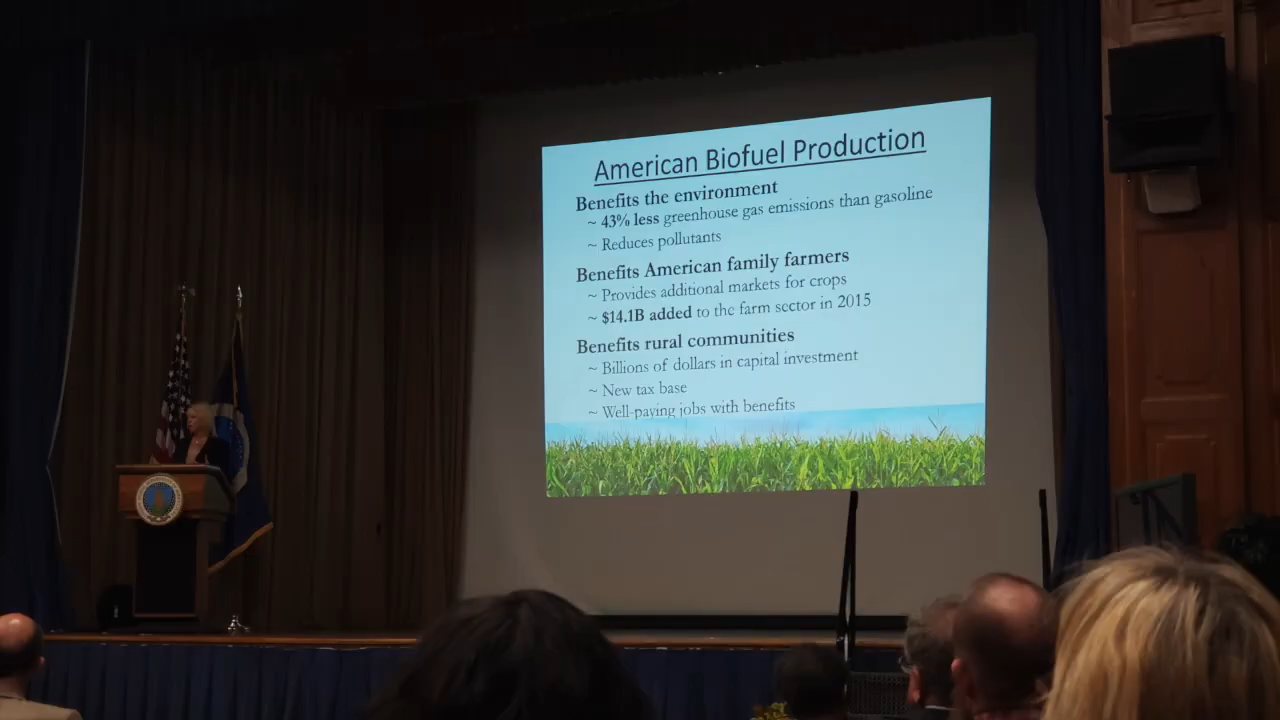 American Biofuel Production
Benefits the environment
~ 43% less greenhouse gas emissions than gasoline
~ Reduces pollutants
Benefits American family farmers
~ Provides additional markets for crops
~ $14.1B added to the farm sector in 2015
Benefits rural communities
~ Billions of dollars in capital investment
~ New tax base
~ Well-paying jobs with benefits